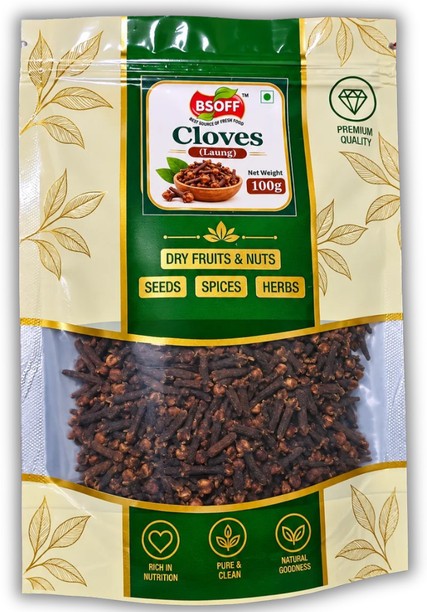 BSOFF™
BEST SOURCE OF FRESH FOOD
Cloves
(Laung)
Net Weight
100g
PREMIUM
QUALITY
DRY FRUITS & NUTS
SEEDS SPICES HERBS
RICH IN
NUTRITION
PURE &
CLEAN
NATURAL
GOODNESS